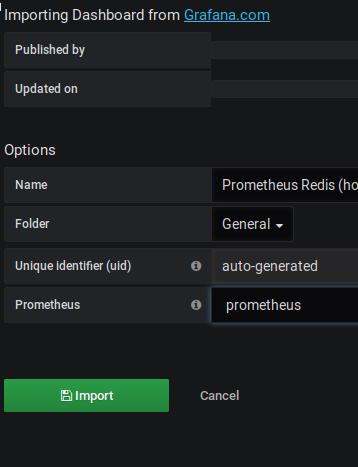 Importing Dashboard from Grafana.com
Published by
Updated on
Options
Name Prometheus Redis (ho
Folder General
Unique identifier (uid) auto-generated
Prometheus prometheus
Import Cancel